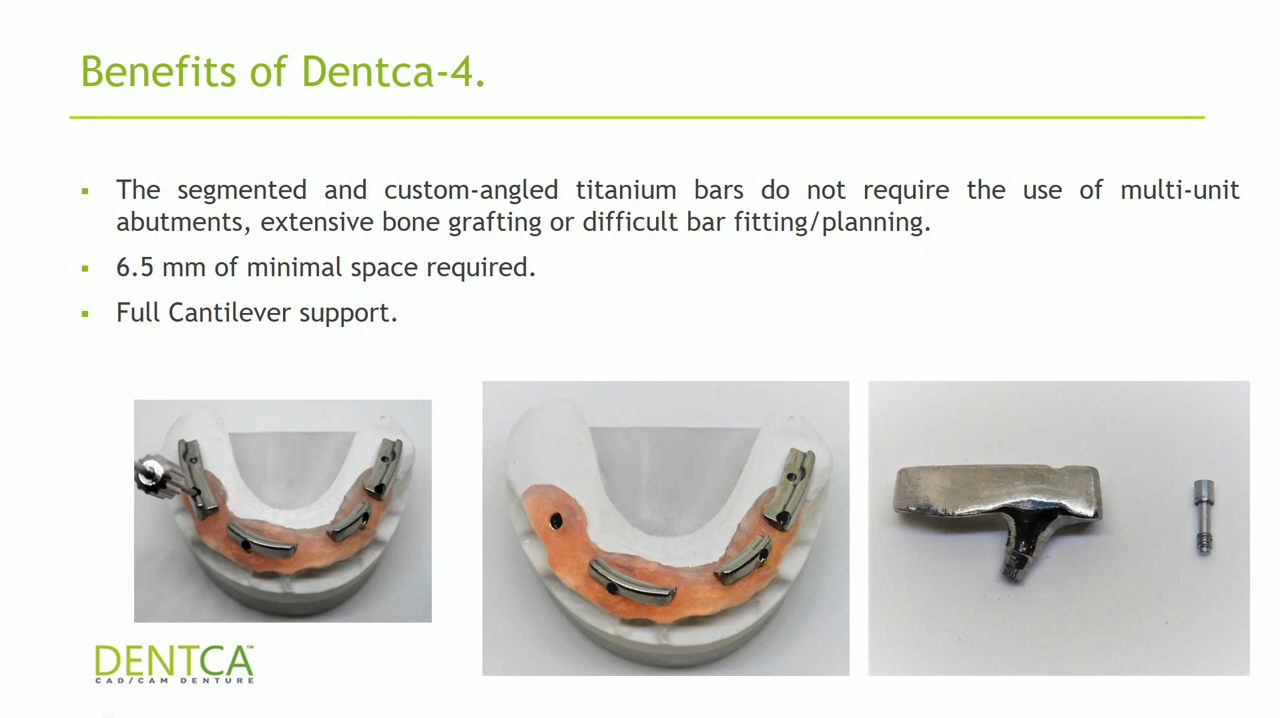 Benefits of Dentca-4.
▪ The segmented and custom-angled titanium bars do not require the use of multi-unit
abutments, extensive bone grafting or difficult bar fitting/planning.
▪ 6.5 mm of minimal space required.
▪ Full Cantilever support.
DENTCA™
CAD/CAM DENTURE